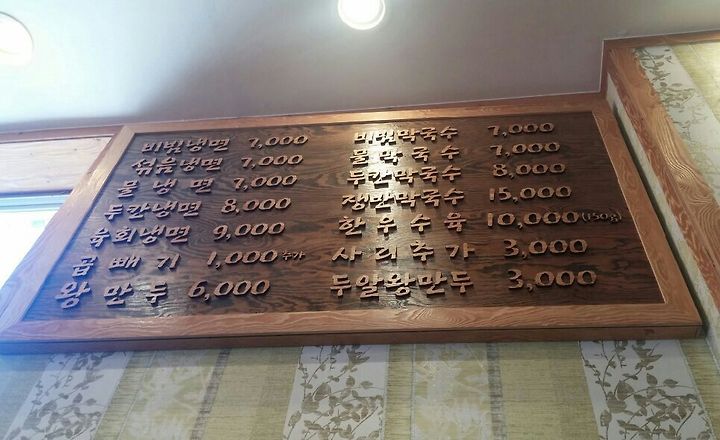 비빔냉면 7,000
섞음냉면 7,000
물냉면 7,000
두간냉면 8,000
육회냉면 9,000
곱빼기 1,000 추가
왕만두 6,000
비빔막국수 7,000
물막국수 7,000
두간막국수 8,000
쟁반막국수 15,000
한우수육 10,000(150g)
사리추가 3,000
두알왕만두 3,000